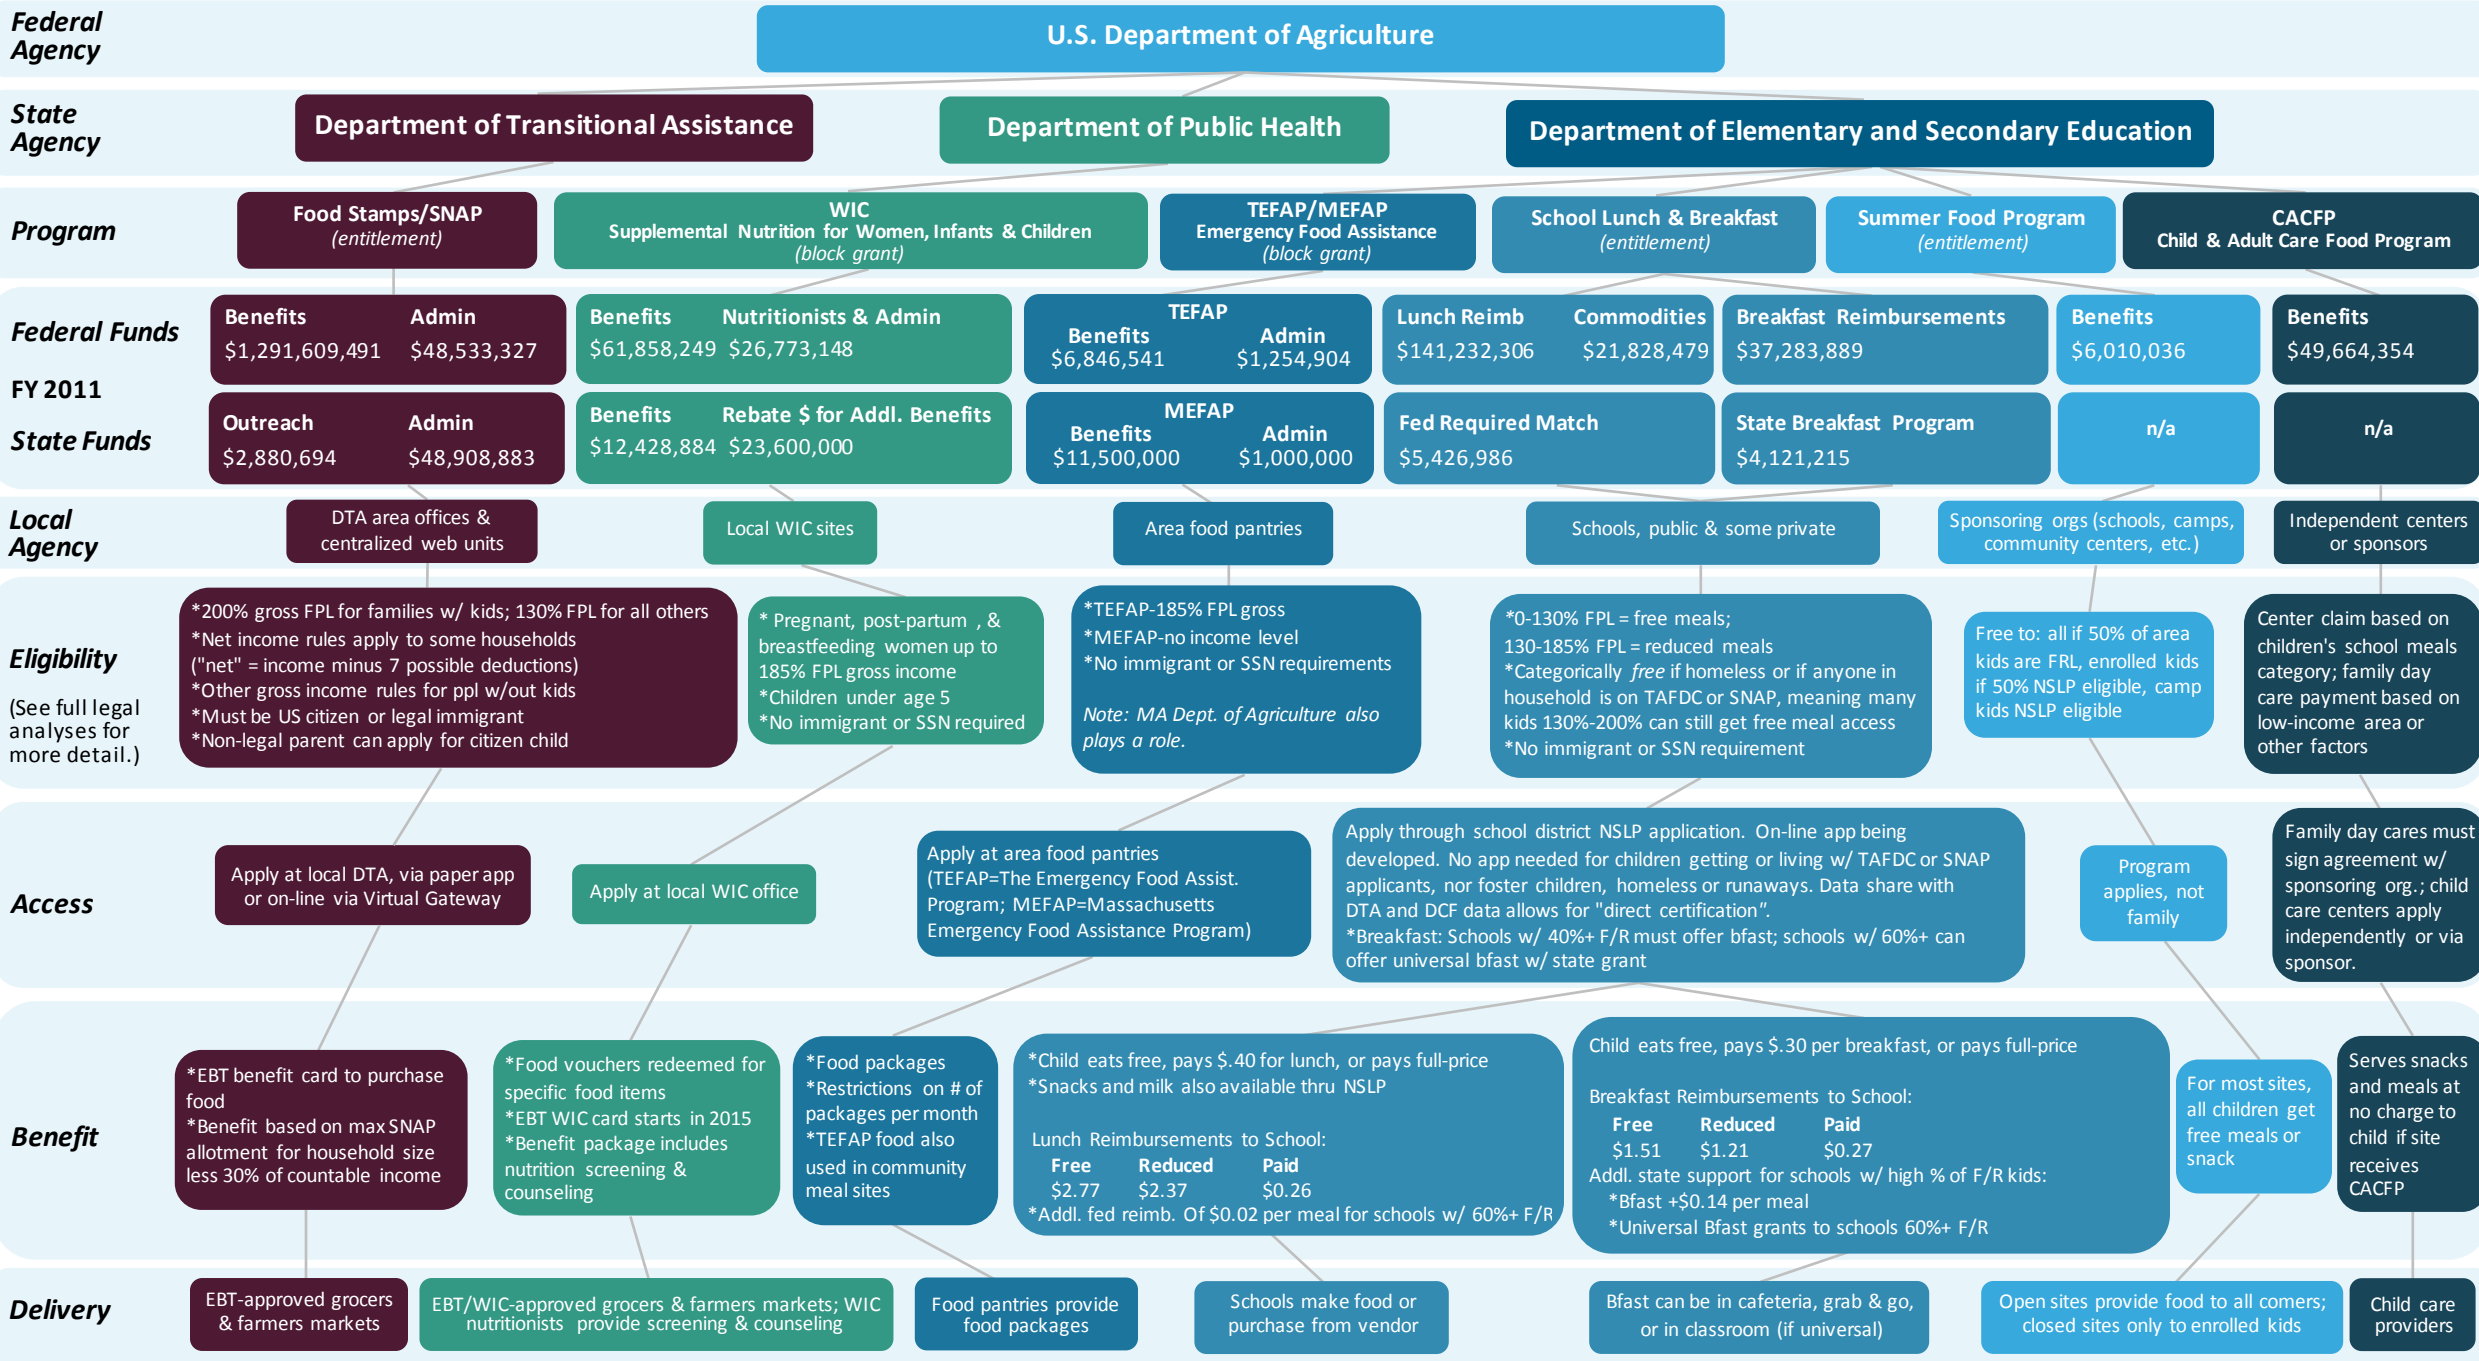 Federal
Agency
U.S. Department of Agriculture
State
Agency
Department of Transitional Assistance
Department of Public Health
Department of Elementary and Secondary Education
Program
Food Stamps/SNAP
(entitlement)
WIC
Supplemental Nutrition for Women, Infants & Children
(block grant)
TEFAP/MEFAP
Emergency Food Assistance
(block grant)
School Lunch & Breakfast
(entitlement)
Summer Food Program
(entitlement)
CACFP
Child & Adult Care Food Program
Federal Funds
FY 2011
State Funds
Benefits Admin
$1,291,609,491 $48,533,327
Benefits Nutritionists & Admin
$61,858,249 $26,773,148
TEFAP
Benefits Admin
$6,846,541 $1,254,904
Lunch Reimb Commodities
$141,232,306 $21,828,479
Breakfast Reimbursements
$37,283,889
Benefits
$6,010,036
Benefits
$49,664,354
Outreach Admin
$2,880,694 $48,908,883
Benefits Rebate $ for Addl. Benefits
$12,428,884 $23,600,000
MEFAP
Benefits Admin
$11,500,000 $1,000,000
Fed Required Match
$5,426,986
State Breakfast Program
$4,121,215
n/a
n/a
Local
Agency
DTA area offices &
centralized web units
Local WIC sites
Area food pantries
Schools, public & some private
Sponsoring orgs (schools, camps,
community centers, etc.)
Independent centers
or sponsors
Eligibility
(See full legal
analyses for
more detail.)
*200% gross FPL for families w/ kids; 130% FPL for all others
*Net income rules apply to some households
("net" = income minus 7 possible deductions)
*Other gross income rules for ppl w/out kids
*Must be US citizen or legal immigrant
*Non-legal parent can apply for citizen child
* Pregnant, post-partum , &
breastfeeding women up to
185% FPL gross income
*Children under age 5
*No immigrant or SSN required
*TEFAP-185% FPL gross
*MEFAP-no income level
*No immigrant or SSN requirements
Note: MA Dept. of Agriculture also
plays a role.
*0-130% FPL = free meals;
130-185% FPL = reduced meals
*Categorically free if homeless or if anyone in
household is on TAFDC or SNAP, meaning many
kids 130%-200% can still get free meal access
*No immigrant or SSN requirement
Free to: all if 50% of area
kids are FRL, enrolled kids
if 50% NSLP eligible, camp
kids NSLP eligible
Center claim based on
children's school meals
category; family day
care payment based on
low-income area or
other factors
Access
Apply at local DTA, via paper app
or on-line via Virtual Gateway
Apply at local WIC office
Apply at area food pantries
(TEFAP=The Emergency Food Assist.
Program; MEFAP=Massachusetts
Emergency Food Assistance Program)
Apply through school district NSLP application. On-line app being
developed. No app needed for children getting or living w/ TAFDC or SNAP
applicants, nor foster children, homeless or runaways. Data share with
DTA and DCF data allows for "direct certification".
*Breakfast: Schools w/ 40%+ F/R must offer bfast; schools w/ 60%+ can
offer universal bfast w/ state grant
Program
applies, not
family
Family day cares must
sign agreement w/
sponsoring org.; child
care centers apply
independently or via
sponsor.
Benefit
*EBT benefit card to purchase
food
*Benefit based on max SNAP
allotment for household size
less 30% of countable income
*Food vouchers redeemed for
specific food items
*EBT WIC card starts in 2015
*Benefit package includes
nutrition screening &
counseling
*Food packages
*Restrictions on # of
packages per month
*TEFAP food also
used in community
meal sites
*Child eats free, pays $.40 for lunch, or pays full-price
*Snacks and milk also available thru NSLP
Lunch Reimbursements to School:
Free Reduced Paid
$2.77 $2.37 $0.26
*Addl. fed reimb. Of $0.02 per meal for schools w/ 60%+ F/R
Child eats free, pays $.30 per breakfast, or pays full-price
Breakfast Reimbursements to School:
Free Reduced Paid
$1.51 $1.21 $0.27
Addl. state support for schools w/ high % of F/R kids:
*Bfast +$0.14 per meal
*Universal Bfast grants to schools 60%+ F/R
For most sites,
all children get
free meals or
snack
Serves snacks
and meals at
no charge to
child if site
receives
CACFP
Delivery
EBT-approved grocers
& farmers markets
EBT/WIC-approved grocers & farmers markets; WIC
nutritionists provide screening & counseling
Food pantries provide
food packages
Schools make food or
purchase from vendor
Bfast can be in cafeteria, grab & go,
or in classroom (if universal)
Open sites provide food to all comers;
closed sites only to enrolled kids
Child care
providers